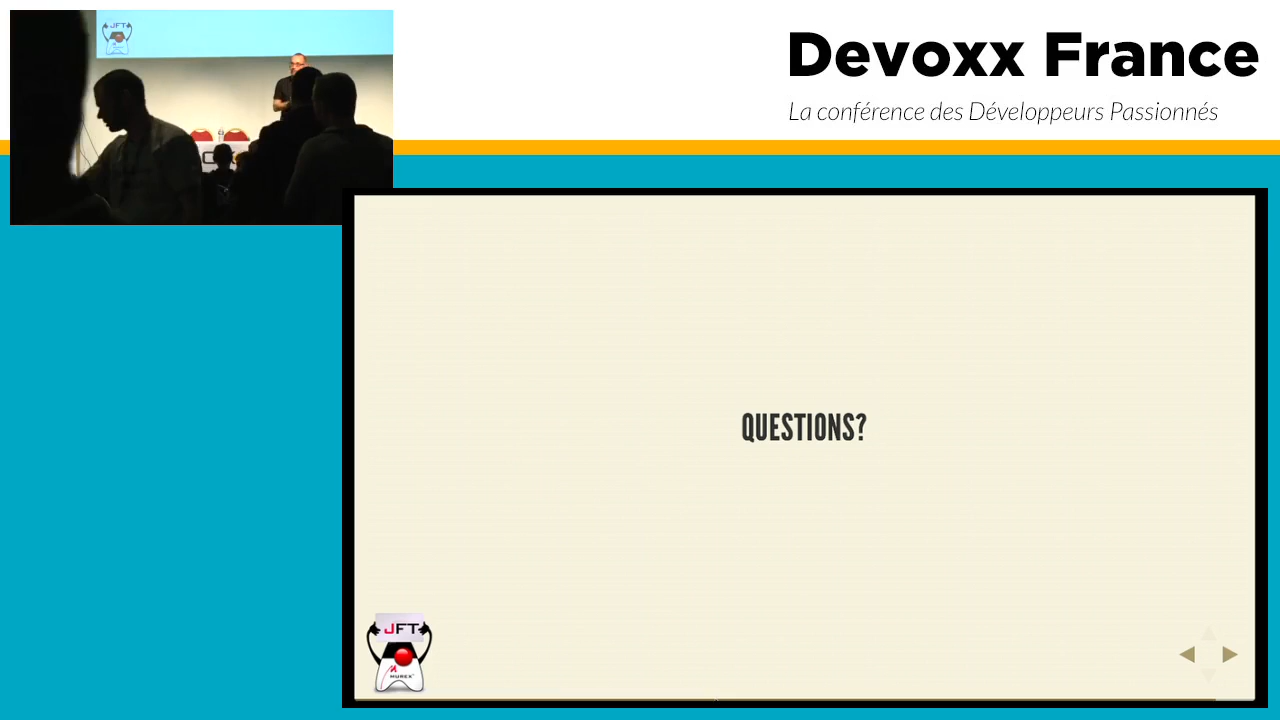 JFT
Devoxx France
La conférence des Développeurs Passionnés
QUESTIONS?
JFT
MUREX